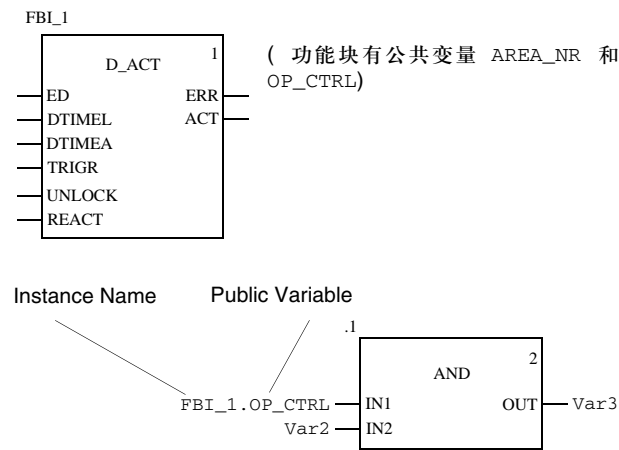 FBI_1
D_ACT 1
( 功能块有公共变量 AREA_NR 和
OP_CTRL)
ED ERR
DTIMEL ACT
DTIMEA
TRIGR
UNLOCK
REACT
Instance Name Public Variable
.1
AND 2
FBI_1.OP_CTRL IN1 OUT Var3
Var2 IN2